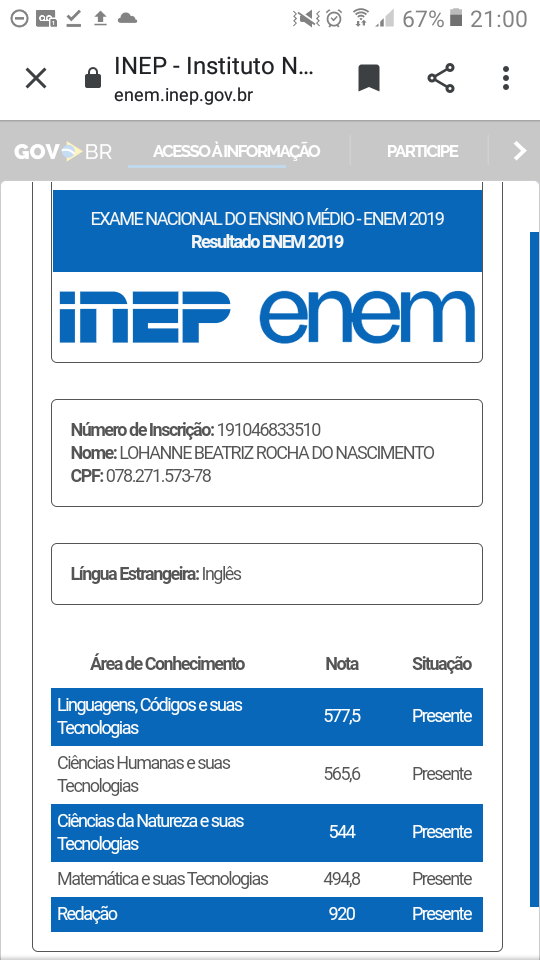 67% 21:00
INEP - Instituto N...
enem.inep.gov.br
GOV BR ACESSO À INFORMAÇÃO PARTICIPE
EXAME NACIONAL DO ENSINO MÉDIO - ENEM 2019
Resultado ENEM 2019
inep enem
Número de Inscrição: 191046833510
Nome: LOHANNE BEATRIZ ROCHA DO NASCIMENTO
CPF: 078.271.573-78
Língua Estrangeira: Inglês
Área de Conhecimento Nota Situação
Linguagens, Códigos e suas
Tecnologias 577,5 Presente
Ciências Humanas e suas
Tecnologias 565,6 Presente
Ciências da Natureza e suas
Tecnologias 544 Presente
Matemática e suas Tecnologias 494,8 Presente
Redação 920 Presente